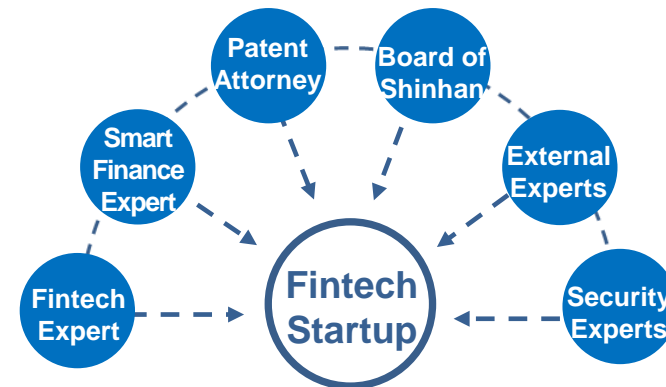 Patent
Attorney
Board of
Shinhan
Smart
Finance
Expert
External
Experts
Fintech
Expert
Fintech
Startup
Security
Experts